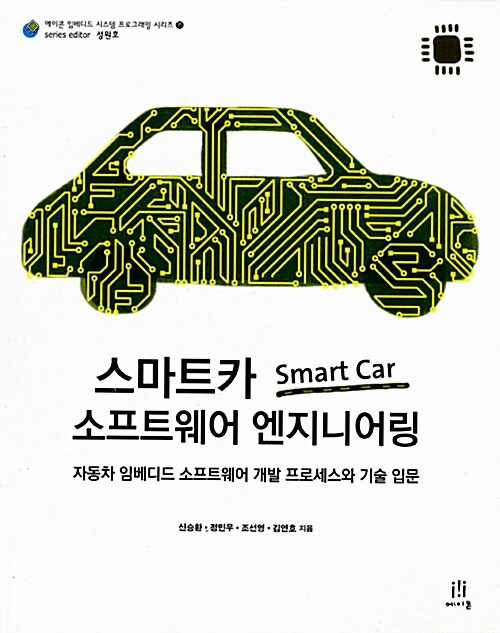 에이콘 임베디드 시스템 프로그래밍 시리즈
series editor 성원호
스마트카 Smart Car
소프트웨어 엔지니어링
자동차 임베디드 소프트웨어 개발 프로세스와 기술 입문
신승환 · 정민우 · 조선영 · 김연호 지음
에이콘